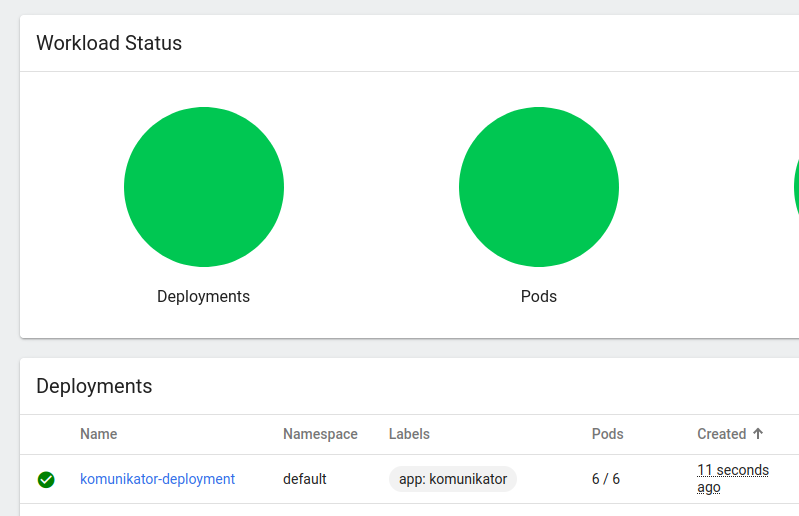 Workload Status
Deployments
Pods
Deployments
Name Namespace Labels Pods Created
komunikator-deployment default app: komunikator 6 / 6 11 seconds
ago